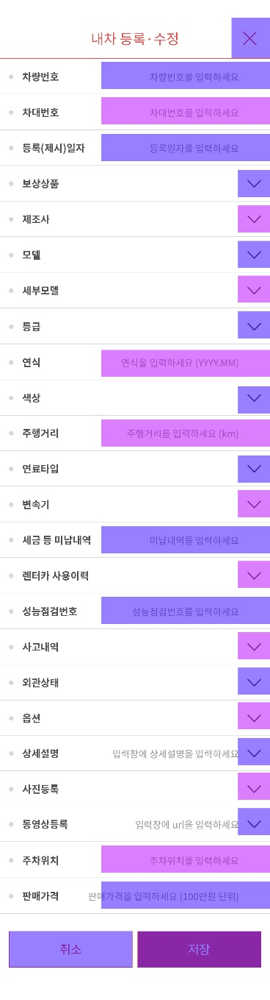 내차 등록·수정
차량번호 차량번호를 입력하세요
차대번호 차대번호를 입력하세요
등록(제시)일자 등록일자를 입력하세요
보상상품
제조사
모델
세부모델
등급
연식 연식을 입력하세요 (YYYY.MM)
색상
주행거리 주행거리를 입력하세요 (km)
연료타입
변속기
세금 등 미납내역 미납내역을 입력하세요
렌터카 사용이력
성능점검번호 성능점검번호를 입력하세요
사고내역
외관상태
옵션
상세설명 입력창에 상세설명을 입력하세요
사진등록
동영상등록 입력창에 url을 입력하세요
주차위치 주차위치를 입력하세요
판매가격 판매가격을 입력하세요 (100만원 단위)
취소 저장